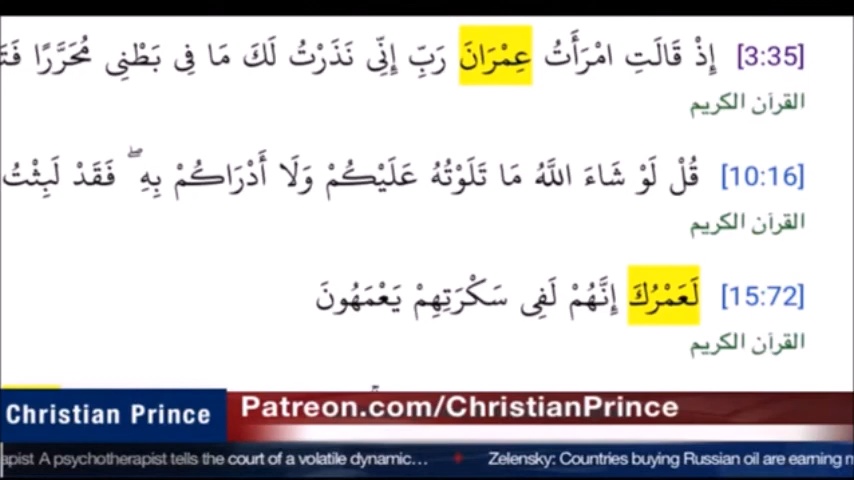 [3:35] إِذْ قَالَتِ امْرَأَتُ عِمْرَانَ رَبِّ إِنِّي نَذَرْتُ لَكَ مَا فِي بَطْنِي مُحَرَّرًا
القرآن الكريم
[10:16] قُلْ لَوْ شَاءَ اللَّهُ مَا تَلَوْتُهُ عَلَيْكُمْ وَلَا أَدْرَاكُمْ بِهِ ۖ فَقَدْ لَبِثْتُ
القرآن الكريم
[15:72] لَعَمْرُكَ إِنَّهُمْ لَفِي سَكْرَتِهِمْ يَعْمَهُونَ
القرآن الكريم
Christian Prince
Patreon.com/ChristianPrince
apist A psychotherapist tells the court of a volatile dynamic... Zelensky: Countries buying Russian oil are earning